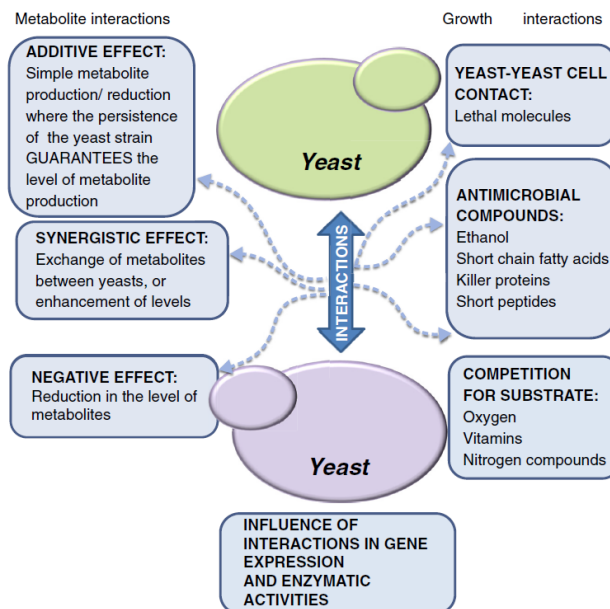 Metabolite interactions
ADDITIVE EFFECT:
Simple metabolite
production/ reduction
where the persistence
of the yeast strain
GUARANTEES the
level of metabolite
production
SYNERGISTIC EFFECT:
Exchange of metabolites
between yeasts, or
enhancement of levels
NEGATIVE EFFECT:
Reduction in the level of
metabolites
Yeast
INTERACTIONS
Yeast
Growth interactions
YEAST-YEAST CELL
CONTACT:
Lethal molecules
ANTIMICROBIAL
COMPOUNDS:
Ethanol
Short chain fatty acids
Killer proteins
Short peptides
COMPETITION
FOR SUBSTRATE:
Oxygen
Vitamins
Nitrogen compounds
INFLUENCE OF
INTERACTIONS IN GENE
EXPRESSION
AND ENZYMATIC
ACTIVITIES